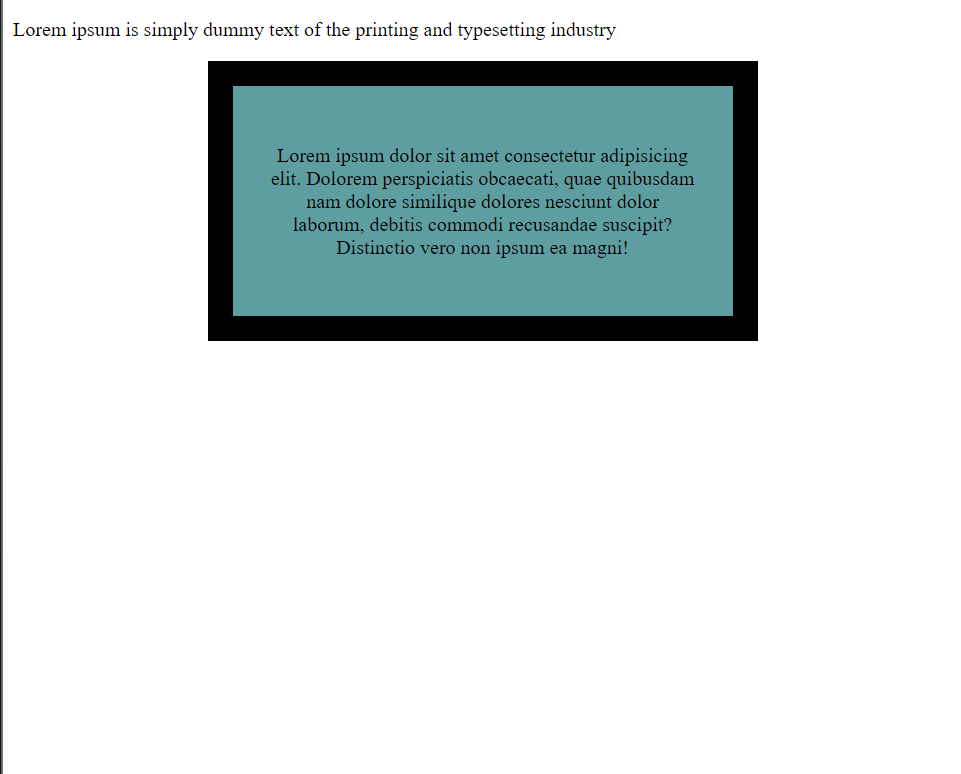 Lorem ipsum is simply dummy text of the printing and typesetting industry
Lorem ipsum dolor sit amet consectetur adipisicing
elit. Dolorem perspiciatis obcaecati, quae quibusdam
nam dolore similique dolores nesciunt dolor
laborum, debitis commodi recusandae suscipit?
Distinctio vero non ipsum ea magni!